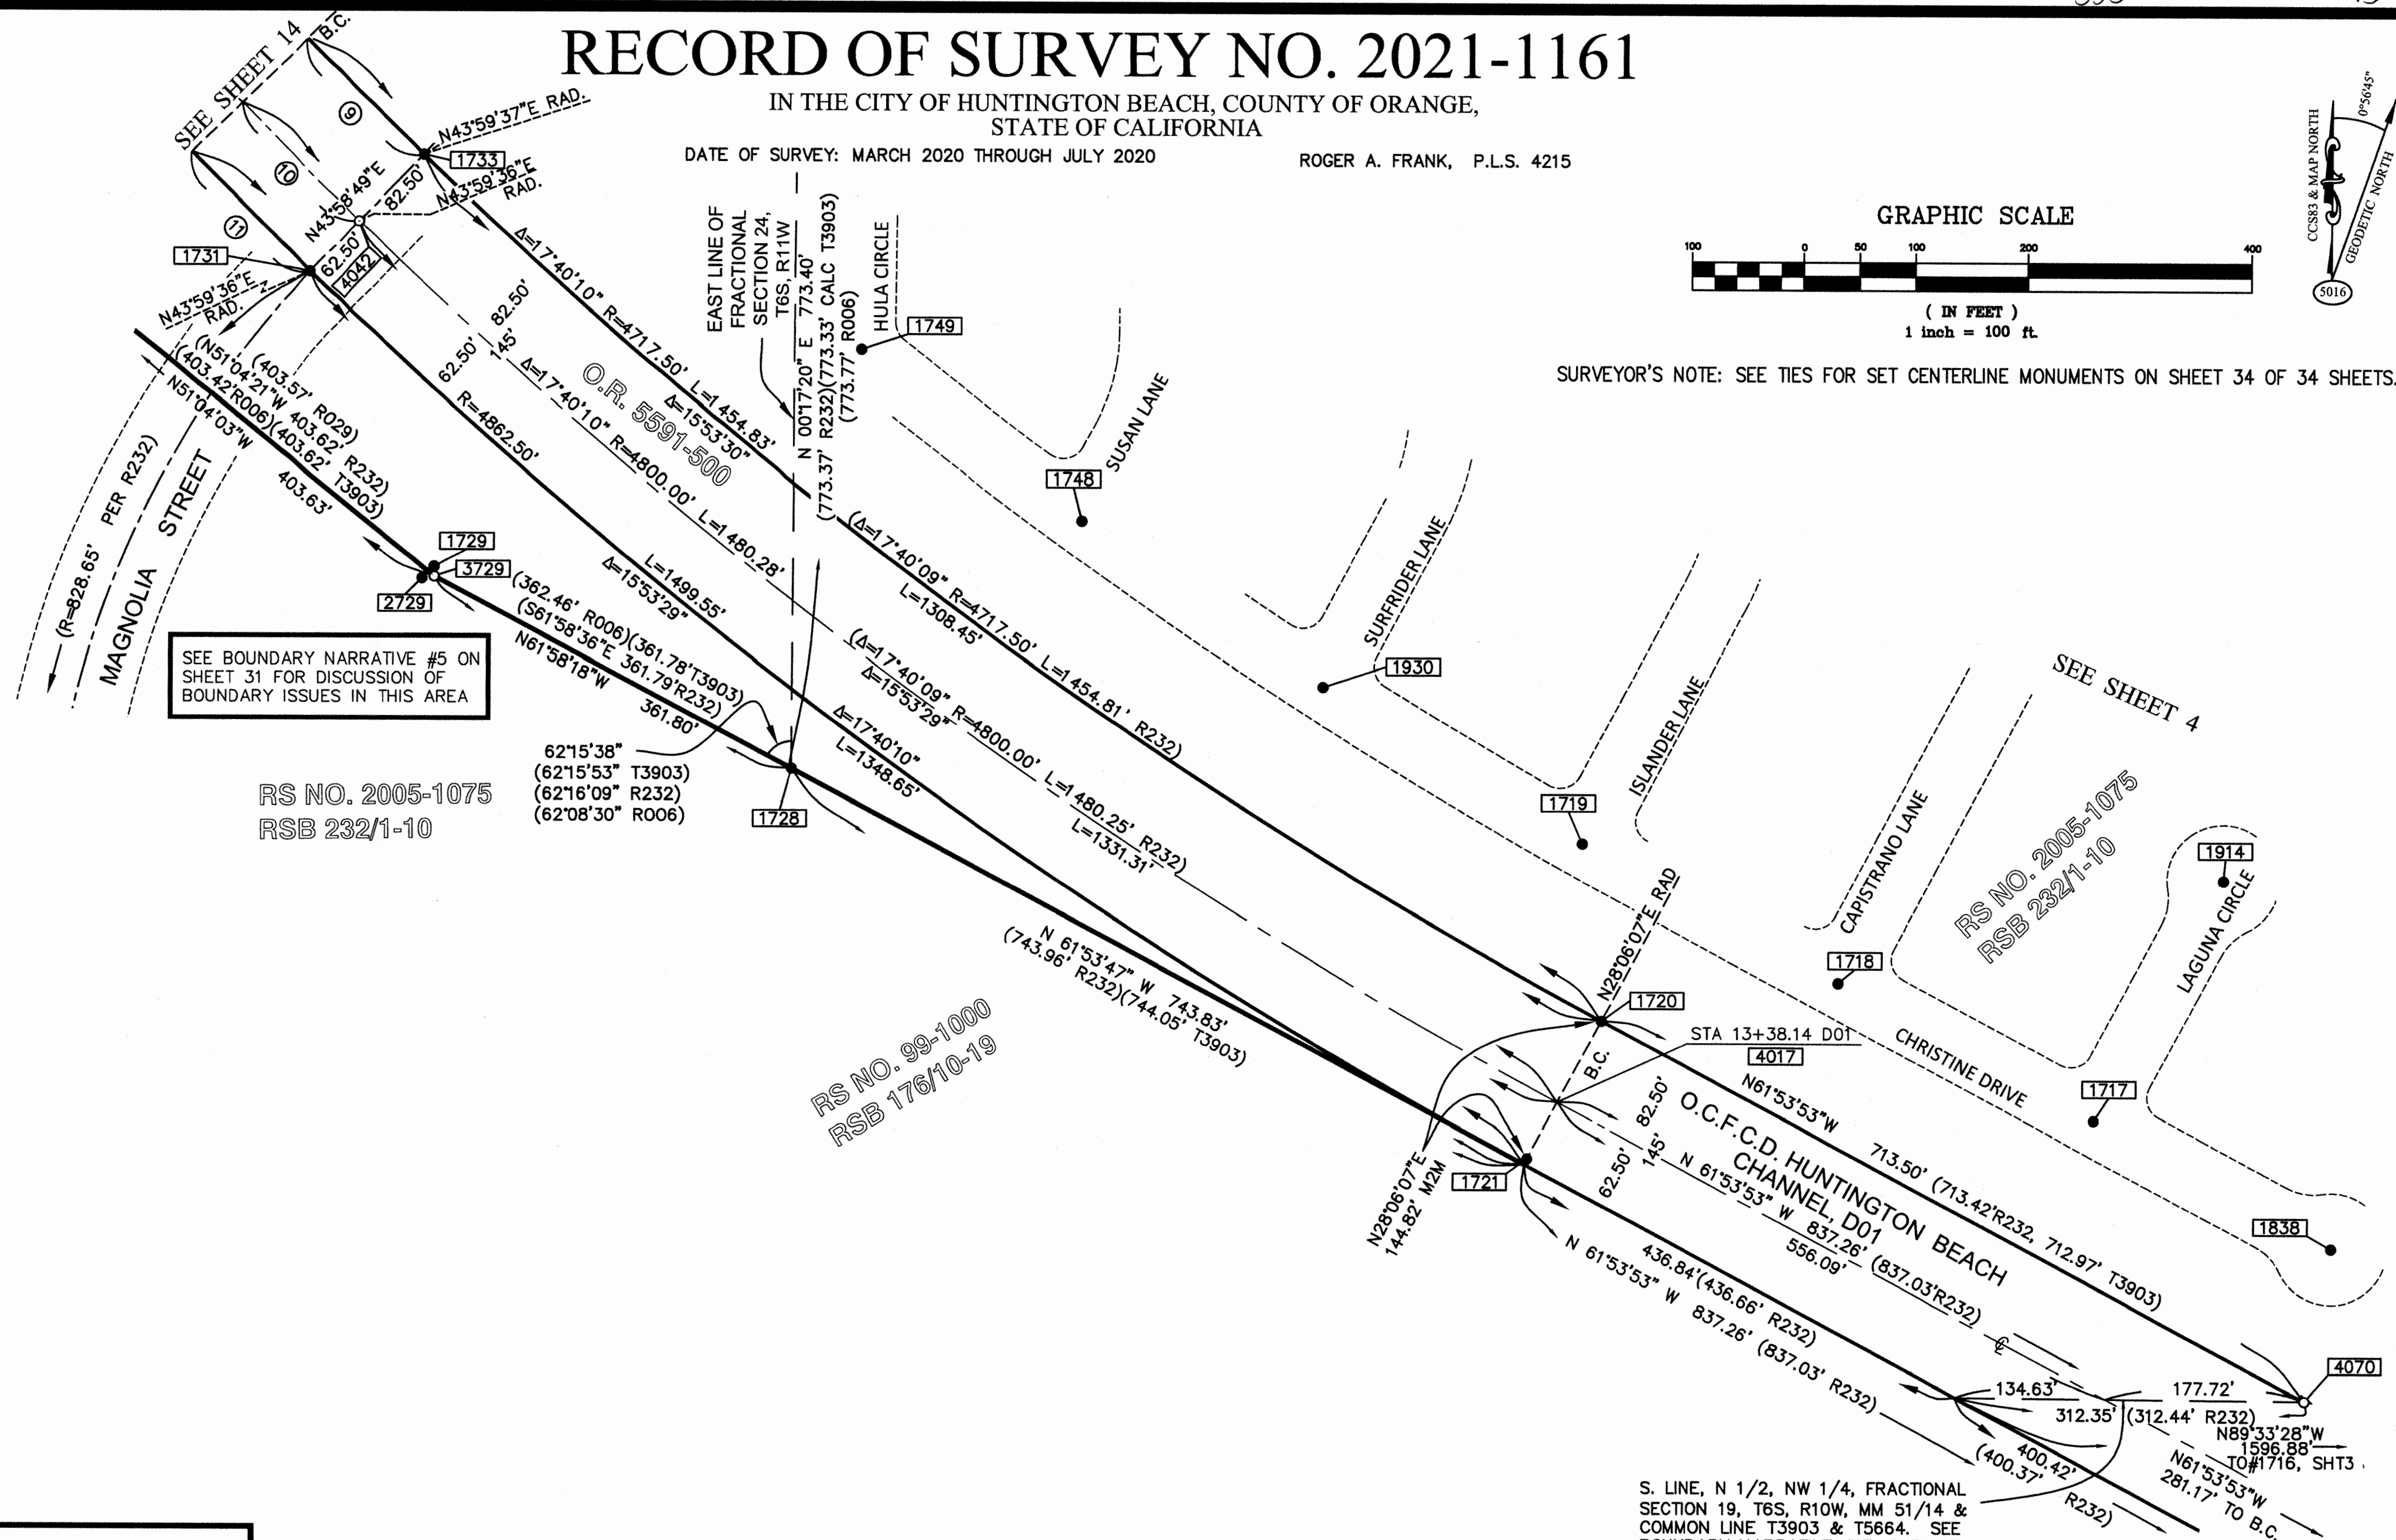 RECORD OF SURVEY NO. 2021-1161
IN THE CITY OF HUNTINGTON BEACH, COUNTY OF ORANGE,
STATE OF CALIFORNIA
DATE OF SURVEY: MARCH 2020 THROUGH JULY 2020
ROGER A. FRANK, P.L.S. 4215
GRAPHIC SCALE
100 0 50 100 200 400
( IN FEET )
1 inch = 100 ft.
CCS83 & MAP NORTH
GEODETIC NORTH
0°56'45"
5016
SURVEYOR'S NOTE: SEE TIES FOR SET CENTERLINE MONUMENTS ON SHEET 34 OF 34 SHEETS.
SEE SHEET 14
B.C.
9
10
11
N43°59'37"E RAD.
1733
N43°59'36"E
RAD.
N43°58'49"E
82.50'
62.50'
4042
1731
N43°59'36"E
RAD.
Δ=17°40'10" R=4717.50' L=1454.83'
Δ=15°53'30"
82.50'
62.50'
145'
Δ=17°40'10" R=4800.00' L=1480.28'
O.R. 5591-500
R=4862.50'
L=1499.55'
Δ=15°53'29"
EAST LINE OF
FRACTIONAL
SECTION 24,
T6S, R11W
N 00°17'20" E 773.40'
(773.37' R232)(773.33' CALC T3903)
(773.77' R006)
HULA CIRCLE
1749
SUSAN LANE
1748
SURFRIDER LANE
1930
ISLANDER LANE
1719
CAPISTRANO LANE
1718
SEE SHEET 4
RS NO. 2005-1075
RSB 232/1-10
1914
LAGUNA CIRCLE
1717
CHRISTINE DRIVE
1838
(403.57' R029)
(N51°04'21"W 403.62' R232)
(403.42'R006)(403.62' T3903)
N51°04'03"W 403.63'
(R=828.65' PER R232)
MAGNOLIA STREET
1729
3729
2729
SEE BOUNDARY NARRATIVE #5 ON
SHEET 31 FOR DISCUSSION OF
BOUNDARY ISSUES IN THIS AREA
(362.46' R006)(361.78'T3903)
(S61°58'36"E 361.79'R232)
N61°58'18"W 361.80'
62°15'38"
(62°15'53" T3903)
(62°16'09" R232)
(62°08'30" R006)
1728
RS NO. 2005-1075
RSB 232/1-10
(Δ=17°40'09" R=4717.50' L=1454.81' R232)
L=1308.45'
(Δ=17°40'09" R=4800.00' L=1480.25' R232)
Δ=15°53'29"
L=1331.31'
Δ=17°40'10"
L=1348.65'
N 61°53'47" W 743.83'
(743.96' R232)(744.05' T3903)
RS NO. 99-1000
RSB 176/10-19
N28°06'07"E RAD
1720
STA 13+38.14 D01
4017
B.C.
82.50'
145'
62.50'
1721
N28°06'07"E
144.82' M2M
N61°53'53"W 713.50' (713.42'R232, 712.97' T3903)
O.C.F.C.D. HUNTINGTON BEACH
CHANNEL, D01
N 61°53'53" W 837.26' (837.03'R232)
556.09'
436.84'(436.66' R232)
N 61°53'53" W 837.26' (837.03' R232)
4070
134.63'
177.72'
312.35' (312.44' R232)
N89°33'28"W
1596.88'
TO#1716, SHT3
400.42'
(400.37' R232)
N61°53'53"W
281.17' TO B.C.
S. LINE, N 1/2, NW 1/4, FRACTIONAL
SECTION 19, T6S, R10W, MM 51/14 &
COMMON LINE T3903 & T5664. SEE